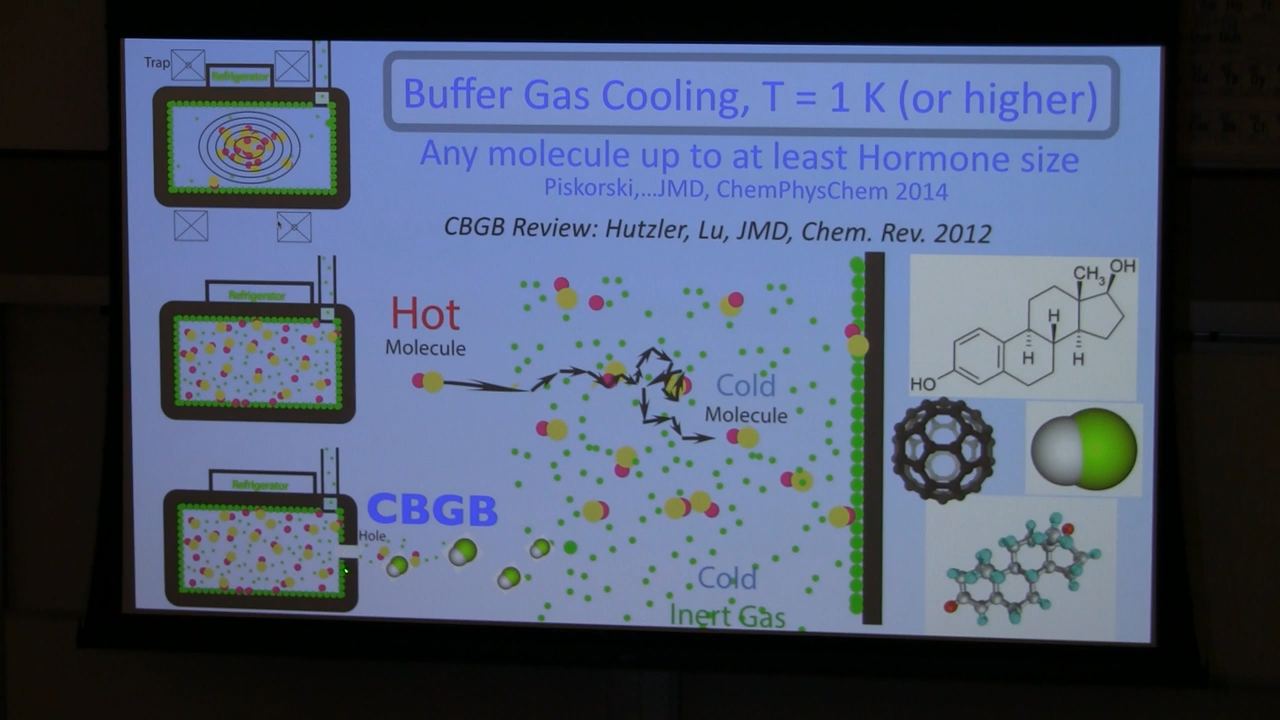 Trap
Refrigerator
Buffer Gas Cooling, T = 1 K (or higher)
Any molecule up to at least Hormone size
Piskorski,...JMD, ChemPhysChem 2014
CBGB Review: Hutzler, Lu, JMD, Chem. Rev. 2012
Refrigerator
Hot
Molecule
Cold
Molecule
CH3
OH
H
H
H
HO
Refrigerator
CBGB
Hole
Cold
Inert Gas